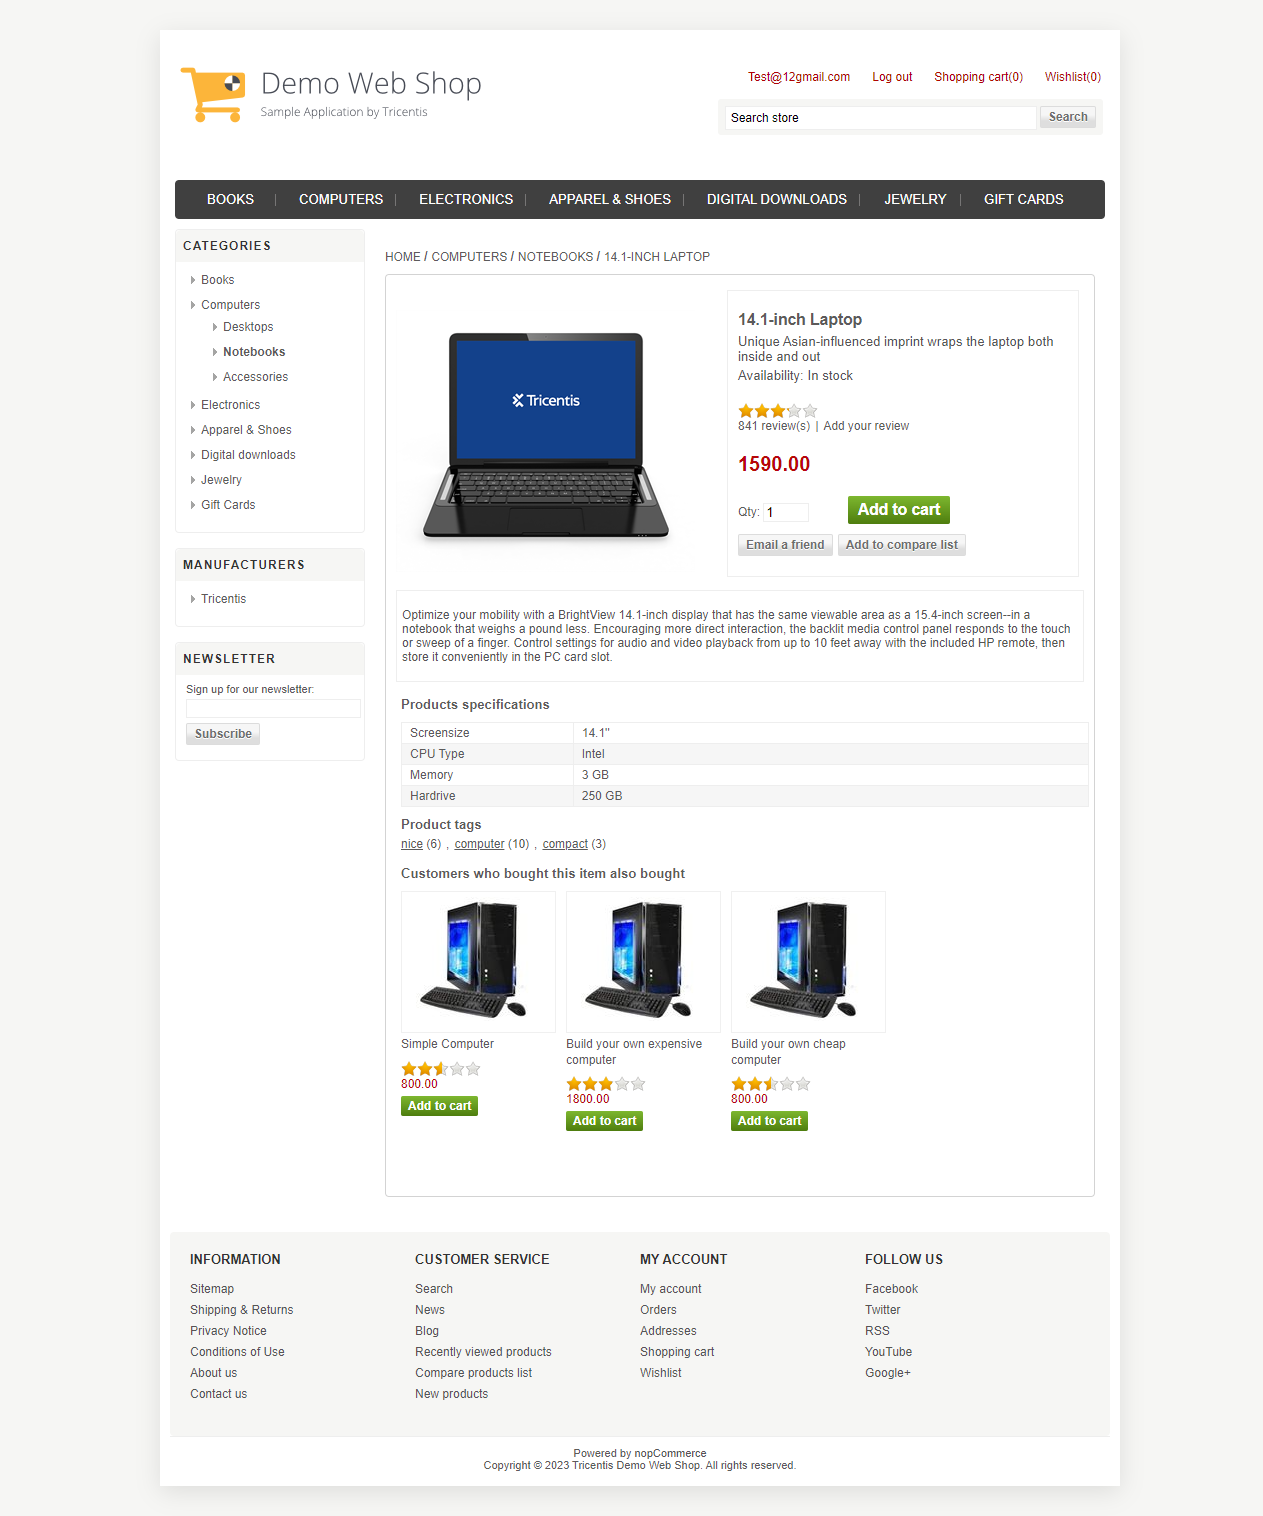 Demo Web Shop
Sample Application by Tricentis
Test@12gmail.com Log out Shopping cart(0) Wishlist(0)
Search store Search
BOOKS COMPUTERS ELECTRONICS APPAREL & SHOES DIGITAL DOWNLOADS JEWELRY GIFT CARDS
CATEGORIES
Books
Computers
Desktops
Notebooks
Accessories
Electronics
Apparel & Shoes
Digital downloads
Jewelry
Gift Cards
MANUFACTURERS
Tricentis
NEWSLETTER
Sign up for our newsletter:
Subscribe
HOME / COMPUTERS / NOTEBOOKS / 14.1-INCH LAPTOP
Tricentis
14.1-inch Laptop
Unique Asian-influenced imprint wraps the laptop both
inside and out
Availability: In stock
841 review(s) | Add your review
1590.00
Qty: 1 Add to cart
Email a friend Add to compare list
Optimize your mobility with a BrightView 14.1-inch display that has the same viewable area as a 15.4-inch screen--in a
notebook that weighs a pound less. Encouraging more direct interaction, the backlit media control panel responds to the touch
or sweep of a finger. Control settings for audio and video playback from up to 10 feet away with the included HP remote, then
store it conveniently in the PC card slot.
Products specifications
Screensize 14.1''
CPU Type Intel
Memory 3 GB
Hardrive 250 GB
Product tags
nice (6) , computer (10) , compact (3)
Customers who bought this item also bought
Simple Computer
800.00
Add to cart
Build your own expensive
computer
1800.00
Add to cart
Build your own cheap
computer
800.00
Add to cart
INFORMATION
Sitemap
Shipping & Returns
Privacy Notice
Conditions of Use
About us
Contact us
CUSTOMER SERVICE
Search
News
Blog
Recently viewed products
Compare products list
New products
MY ACCOUNT
My account
Orders
Addresses
Shopping cart
Wishlist
FOLLOW US
Facebook
Twitter
RSS
YouTube
Google+
Powered by nopCommerce
Copyright © 2023 Tricentis Demo Web Shop. All rights reserved.